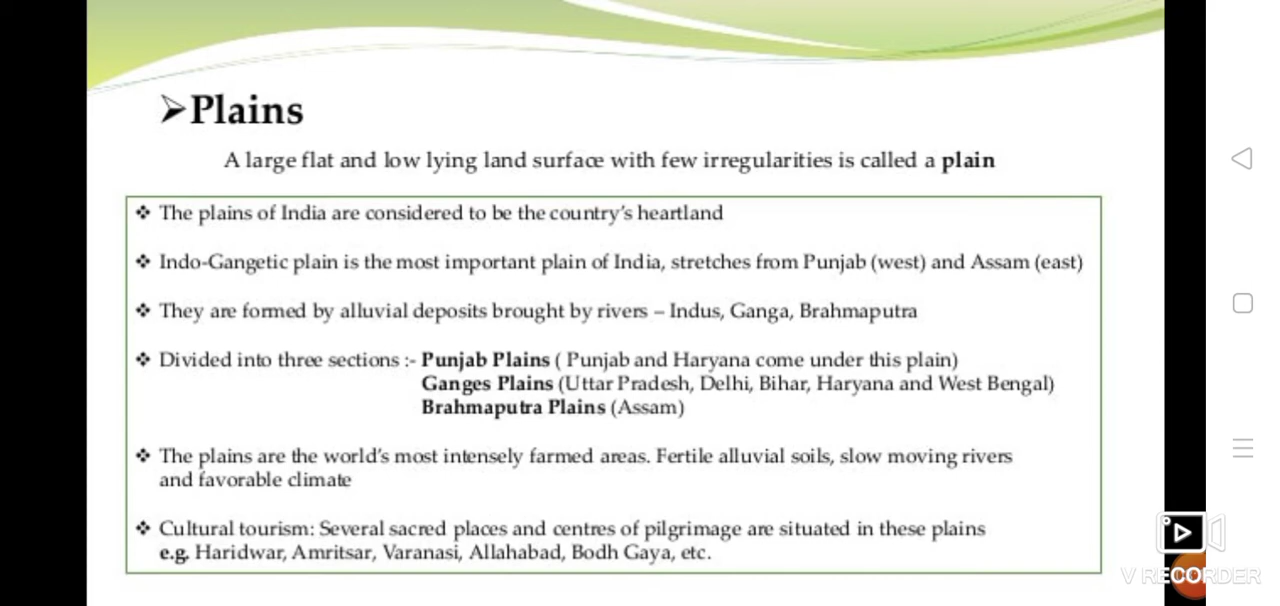 ➢Plains
A large flat and low lying land surface with few irregularities is called a plain
❖ The plains of India are considered to be the country's heartland
❖ Indo-Gangetic plain is the most important plain of India, stretches from Punjab (west) and Assam (east)
❖ They are formed by alluvial deposits brought by rivers – Indus, Ganga, Brahmaputra
❖ Divided into three sections :- Punjab Plains ( Punjab and Haryana come under this plain)
Ganges Plains (Uttar Pradesh, Delhi, Bihar, Haryana and West Bengal)
Brahmaputra Plains (Assam)
❖ The plains are the world's most intensely farmed areas. Fertile alluvial soils, slow moving rivers
and favorable climate
❖ Cultural tourism: Several sacred places and centres of pilgrimage are situated in these plains
e.g. Haridwar, Amritsar, Varanasi, Allahabad, Bodh Gaya, etc.
V RECORDER